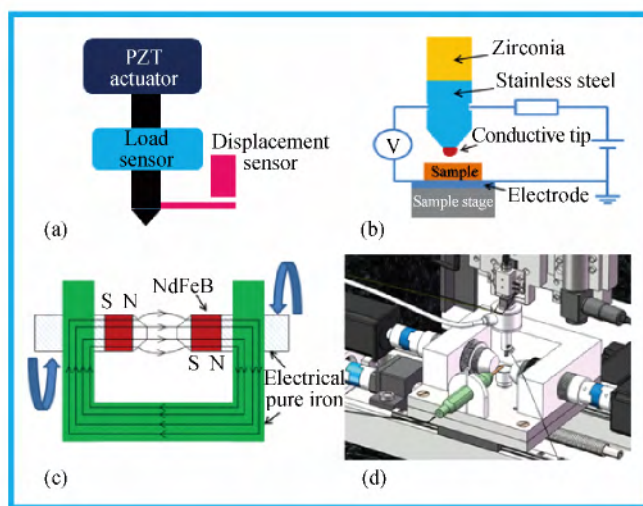 PZT
actuator
Load
sensor
Displacement
sensor
(a)
Zirconia
Stainless steel
Conductive tip
V
Sample
Electrode
Sample stage
(b)
NdFeB
S N
S N
Electrical
pure iron
(c)
(d)